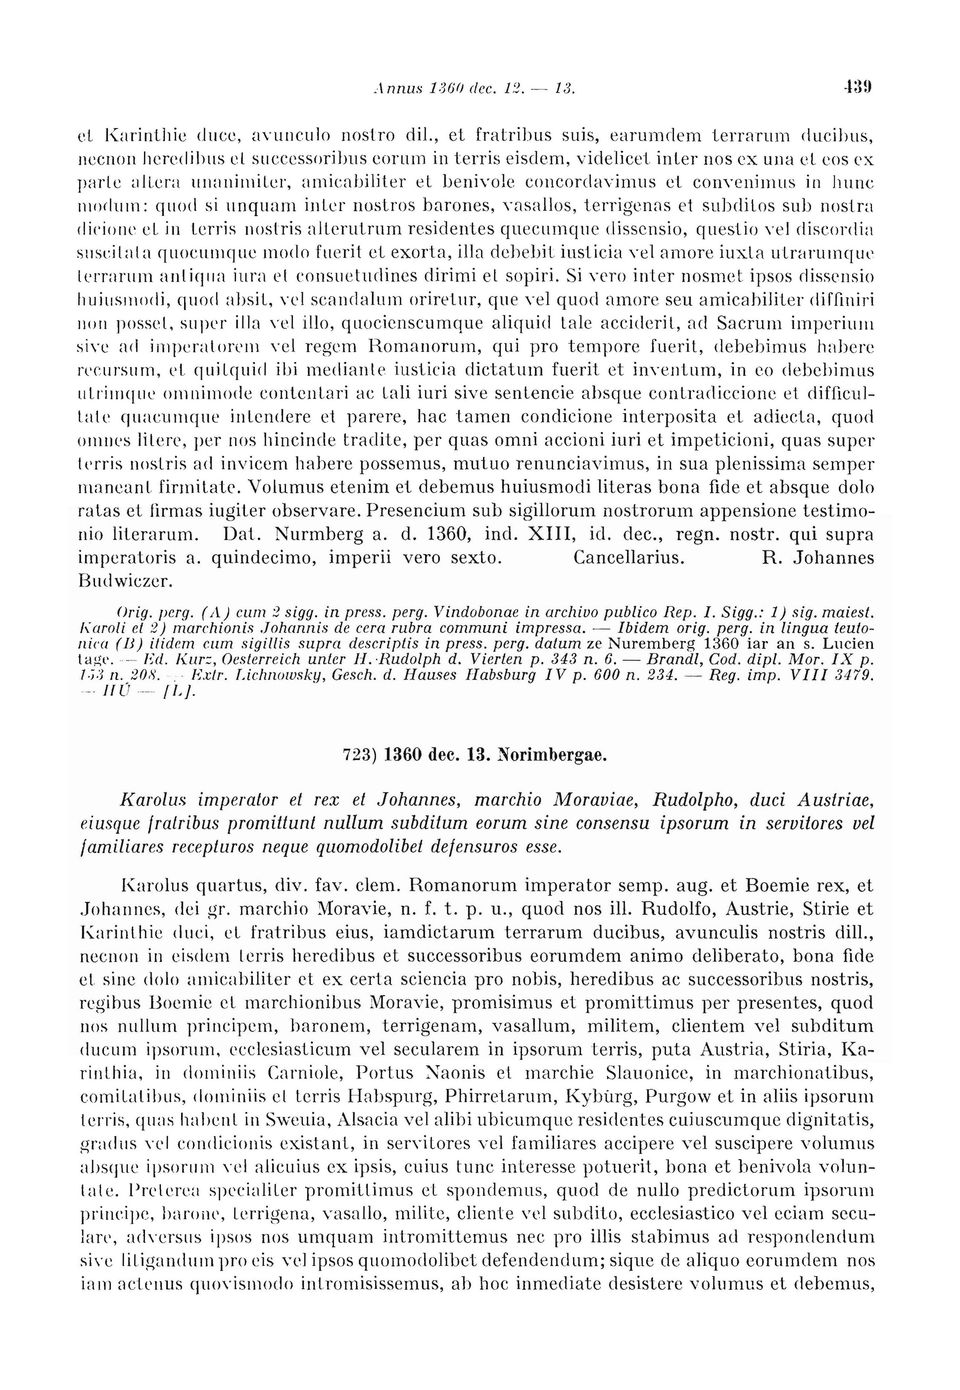 Annus 1360 dec. 12. — 13. 439
et Karinthie duce, avunculo nostro dil., et fratribus suis, earumdem terrarum ducibus,
necnon heredibus et successoribus eorum in terris eisdem, videlicet inter nos ex una et eos ex
parte altera unanimiter, amicabiliter et benivole concordavimus et convenimus in hunc
modum: quod si unquam inter nostros barones, vasallos, terrigenas et subditos sub nostra
dicione et in terris nostris alterutrum residentes quecumque dissensio, questio vel discordia
suscitata quocumque modo fuerit et exorta, illa debebit iusticia vel amore iuxta utrarumque
terrarum antiqua iura et consuetudines dirimi et sopiri. Si vero inter nosmet ipsos dissensio
huiusmodi, quod absit, vel scandalum oriretur, que vel quod amore seu amicabiliter diffiniri
non posset, super illa vel illo, quocienscumque aliquid tale acciderit, ad Sacrum imperium
sive ad imperatorem vel regem Romanorum, qui pro tempore fuerit, debebimus habere
recursum, et quitquid ibi mediante iusticia dictatum fuerit et inventum, in eo debebimus
utrimque omnimode contentari ac tali iuri sive sentencie absque contradiccione et difficul-
tate quacumque intendere et parere, hac tamen condicione interposita et adiecta, quod
omnes litere, per nos hincinde tradite, per quas omni accioni iuri et impeticioni, quas super
terris nostris ad invicem habere possemus, mutuo renunciavimus, in sua plenissima semper
maneant firmitate. Volumus etenim et debemus huiusmodi literas bona fide et absque dolo
ratas et firmas iugiter observare. Presencium sub sigillorum nostrorum appensione testimo-
nio literarum. Dat. Nurmberg a. d. 1360, ind. XIII, id. dec., regn. nostr. qui supra
imperatoris a. quindecimo, imperii vero sexto. Cancellarius. R. Johannes
Budwiczer.
Orig. perg. (A) cum 2 sigg. in press. perg. Vindobonae in archivo publico Rep. I. Sigg.: 1) sig. maiest.
Karoli et 2) marchionis Johannis de cera rubra communi impressa. — Ibidem orig. perg. in lingua teuto-
nica (B) itidem cum sigillis supra descriptis in press. perg. datum ze Nuremberg 1360 iar an s. Lucien
tage. — Ed. Kurz, Oesterreich unter H. Rudolph d. Vierten p. 343 n. 6. — Brandl, Cod. dipl. Mor. IX p.
153 n. 208. — Extr. Lichnowsky, Gesch. d. Hauses Habsburg IV p. 600 n. 234. — Reg. imp. VIII 3479.
— HÚ — [L].
723) 1360 dec. 13. Norimbergae.
Karolus imperator et rex et Johannes, marchio Moraviae, Rudolpho, duci Austriae,
eiusque fratribus promittunt nullum subditum eorum sine consensu ipsorum in servitores vel
familiares recepturos neque quomodolibet defensuros esse.
Karolus quartus, div. fav. clem. Romanorum imperator semp. aug. et Boemie rex, et
Johannes, dei gr. marchio Moravie, n. f. t. p. u., quod nos ill. Rudolfo, Austrie, Stirie et
Karinthie duci, et fratribus eius, iamdictarum terrarum ducibus, avunculis nostris dill.,
necnon in eisdem terris heredibus et successoribus eorumdem animo deliberato, bona fide
et sine dolo amicabiliter et ex certa sciencia pro nobis, heredibus ac successoribus nostris,
regibus Boemie et marchionibus Moravie, promisimus et promittimus per presentes, quod
nos nullum principem, baronem, terrigenam, vasallum, militem, clientem vel subditum
ducum ipsorum, ecclesiasticum vel secularem in ipsorum terris, puta Austria, Stiria, Ka-
rinthia, in dominiis Carniole, Portus Naonis et marchie Slauonice, in marchionatibus,
comitatibus, dominiis et terris Habspurg, Phirretarum, Kybürg, Purgow et in aliis ipsorum
terris, quas habent in Sweuia, Alsacia vel alibi ubicumque residentes cuiuscumque dignitatis,
gradus vel condicionis existant, in servitores vel familiares accipere vel suscipere volumus
absque ipsorum vel alicuius ex ipsis, cuius tunc interesse potuerit, bona et benivola volun-
tate. Preterea specialiter promittimus et spondemus, quod de nullo predictorum ipsorum
principe, barone, terrigena, vasallo, milite, cliente vel subdito, ecclesiastico vel eciam secu-
lare, adversus ipsos nos umquam intromittemus nec pro illis stabimus ad respondendum
sive litigandum pro eis vel ipsos quomodolibet defendendum; sique de aliquo eorumdem nos
iam actenus quovismodo intromisissemus, ab hoc inmediate desistere volumus et debemus,